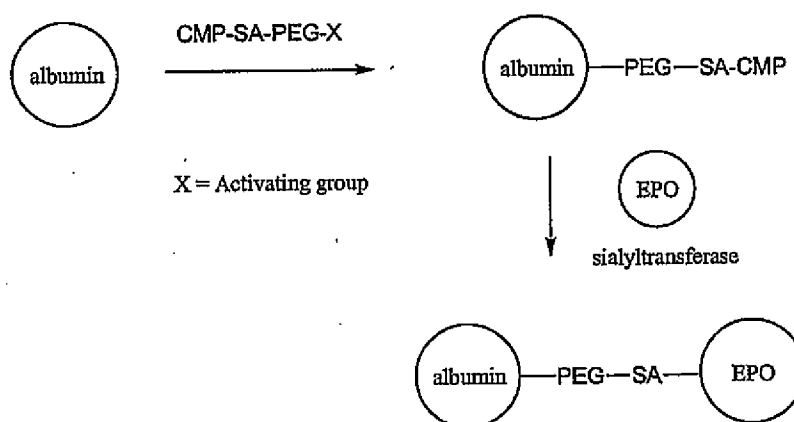 CMP-SA-PEG-X
albumin
albumin—PEG—SA-CMP
X = Activating group
EPO
sialyltransferase
albumin—PEG—SA—EPO